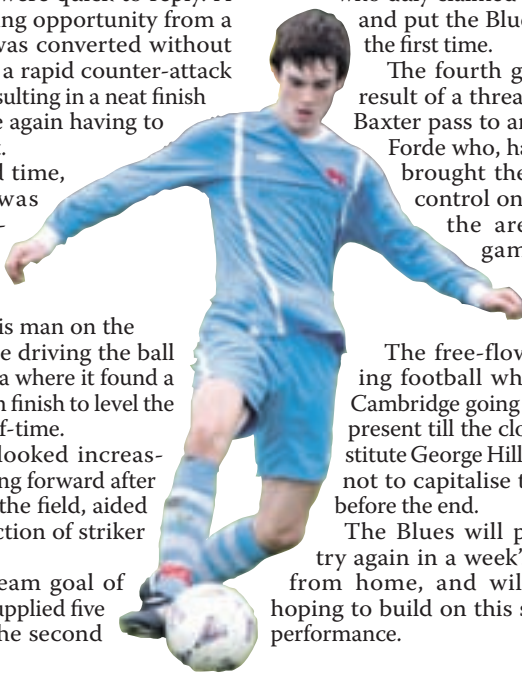 were quick to reply. A
ing opportunity from a
was converted without
a rapid counter-attack
sulting in a neat finish
e again having to
time,
was
is man on the
e driving the ball
a where it found a
n finish to level the
f-time.
looked increas-
ng forward after
the field, aided
ction of striker
eam goal of
upplied five
he second
and put the Blue
the first time.
The fourth g
result of a threa
Baxter pass to an
Forde who, ha
brought the
control on
the are
gam
The free-flow
ing football wh
Cambridge going
present till the clo
stitute George Hill
not to capitalise t
before the end.
The Blues will p
try again in a week'
from home, and wil
hoping to build on this s
performance.